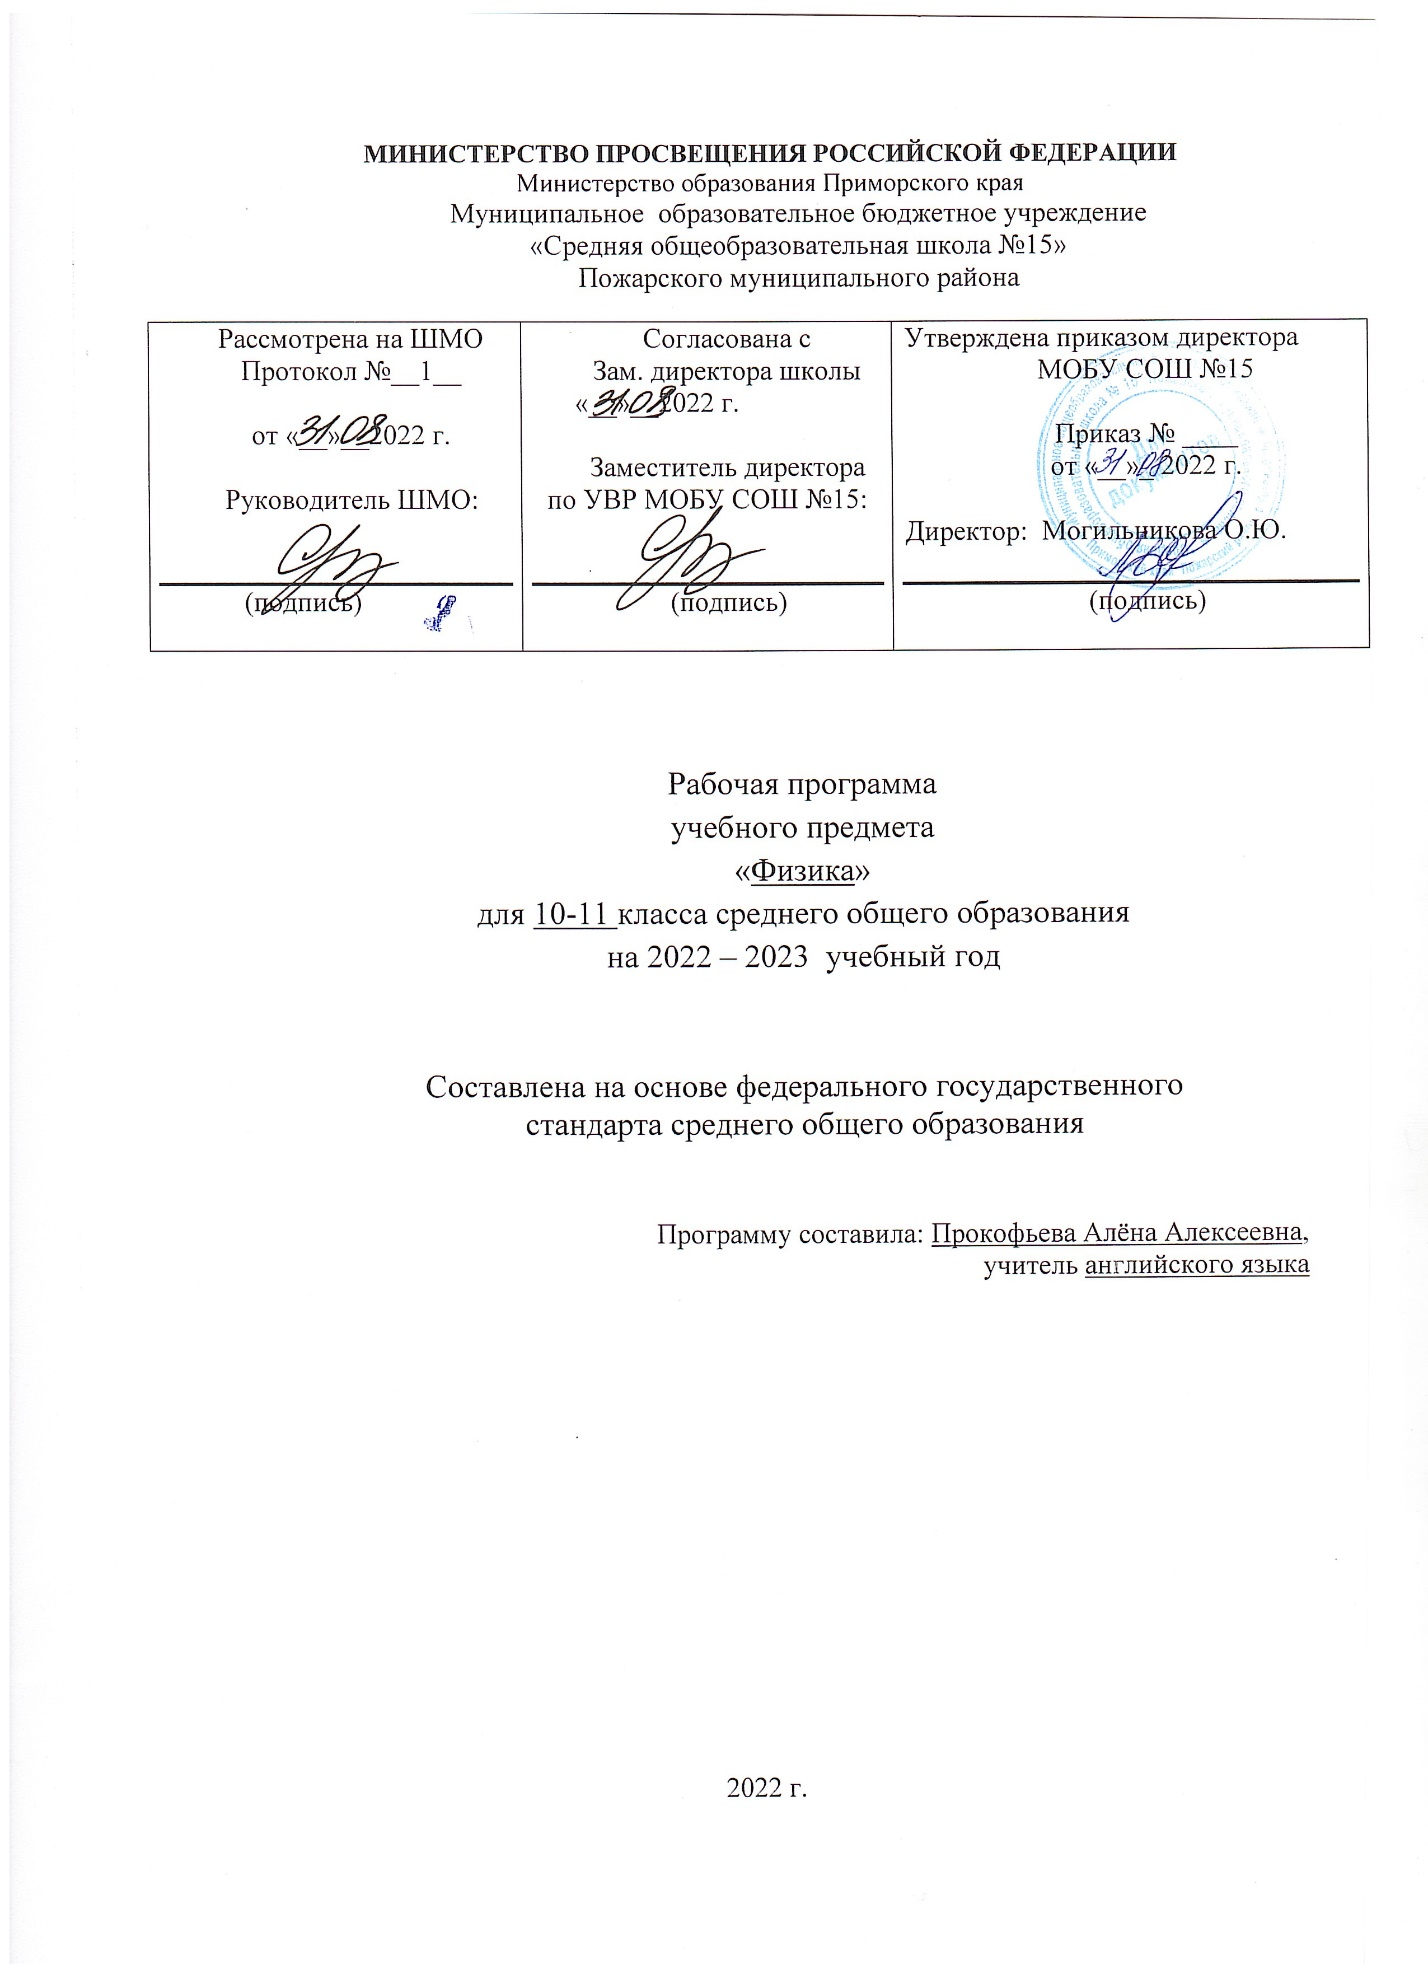 МИНИСТЕРСТВО ПРОСВЕЩЕНИЯ РОССИЙСКОЙ ФЕДЕРАЦИИ
Министерство образования Приморского края
Муниципальное образовательное бюджетное учреждение
«Средняя общеобразовательная школа №15»
Пожарского муниципального района
Рассмотрена на ШМО
Протокол №__1__
от «31» 08 2022 г.
Руководитель ШМО:
(подпись)
Согласована с
Зам. директора школы
«31» 08 2022 г.
Заместитель директора
по УВР МОБУ СОШ №15:
(подпись)
Утверждена приказом директора
МОБУ СОШ №15
Приказ № ____
от «31» 08 2022 г.
Директор: Могильникова О.Ю.
(подпись)
Для
документов
Рабочая программа
учебного предмета
«Физика»
для 10-11 класса среднего общего образования
на 2022 – 2023 учебный год
Составлена на основе федерального государственного
стандарта среднего общего образования
Программу составила: Прокофьева Алёна Алексеевна,
учитель английского языка
2022 г.